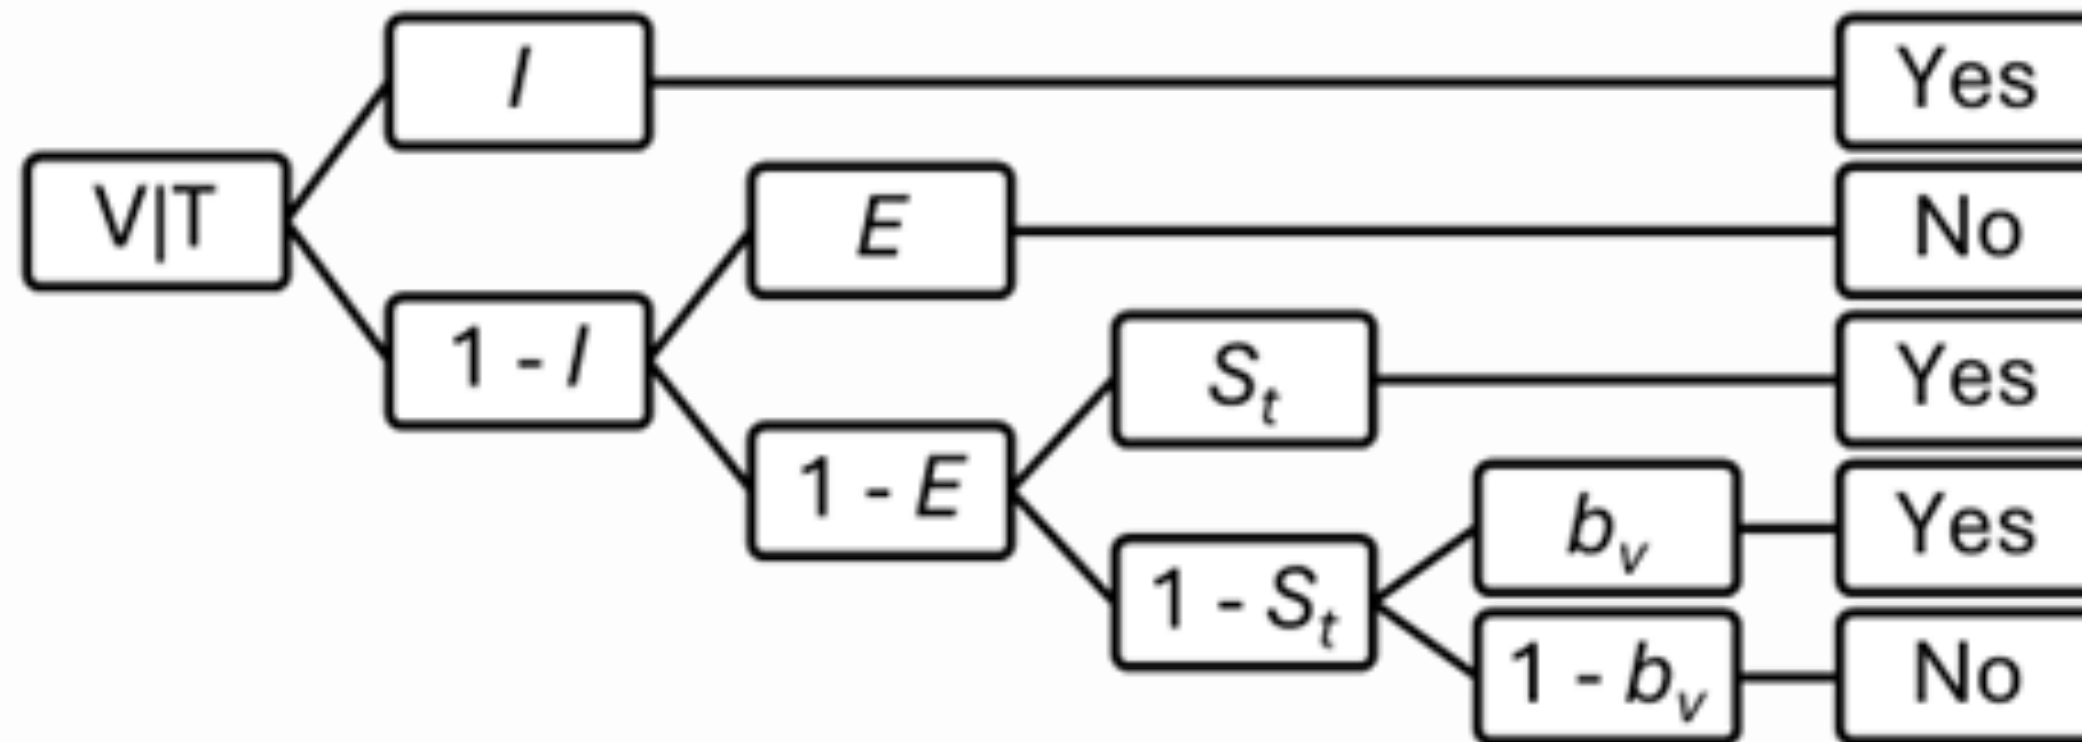 I
Yes
V|T
E
No
1 - I
S_t
Yes
1 - E
b_v
Yes
1 - S_t
1 - b_v
No